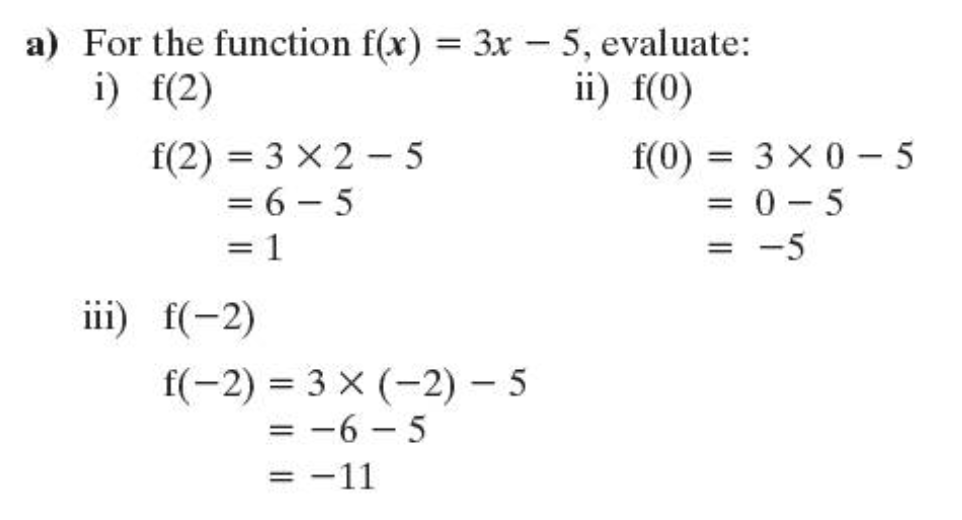 a) For the function f(x) = 3x − 5, evaluate:
i) f(2)
ii) f(0)
f(2) = 3 × 2 − 5
= 6 − 5
= 1
f(0) = 3 × 0 − 5
= 0 − 5
= −5
iii) f(−2)
f(−2) = 3 × (−2) − 5
= −6 − 5
= −11